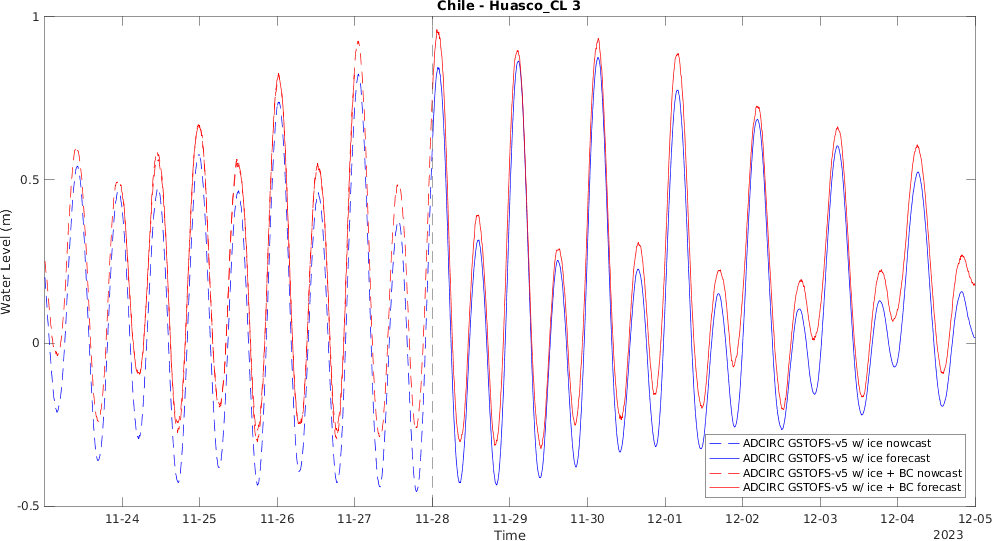 Chile - Huasco_CL 3
1
0.5
0
-0.5
Water Level (m)
11-24
11-25
11-26
11-27
11-28
11-29
11-30
12-01
12-02
12-03
12-04
12-05
Time
2023
ADCIRC GSTOFS-v5 w/ ice nowcast
ADCIRC GSTOFS-v5 w/ ice forecast
ADCIRC GSTOFS-v5 w/ ice + BC nowcast
ADCIRC GSTOFS-v5 w/ ice + BC forecast